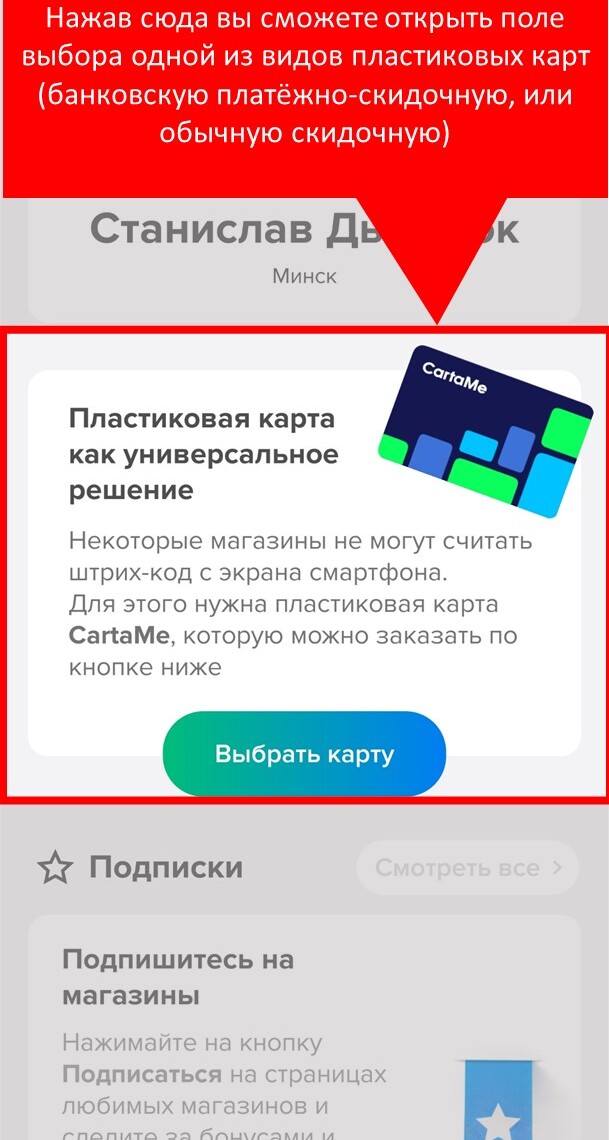 Нажав сюда вы сможете открыть поле
выбора одной из видов пластиковых карт
(банковскую платёжно-скидочную, или
обычную скидочную)
Станислав
Минск
CartaMe
Пластиковая карта
как универсальное
решение
Некоторые магазины не могут считать
штрих-код с экрана смартфона.
Для этого нужна пластиковая карта
CartaMe, которую можно заказать по
кнопке ниже
Выбрать карту
Подписки
Смотреть все >
Подпишитесь на
магазины
Нажимайте на кнопку
Подписаться на страницах
любимых магазинов и
следите за бонусами и